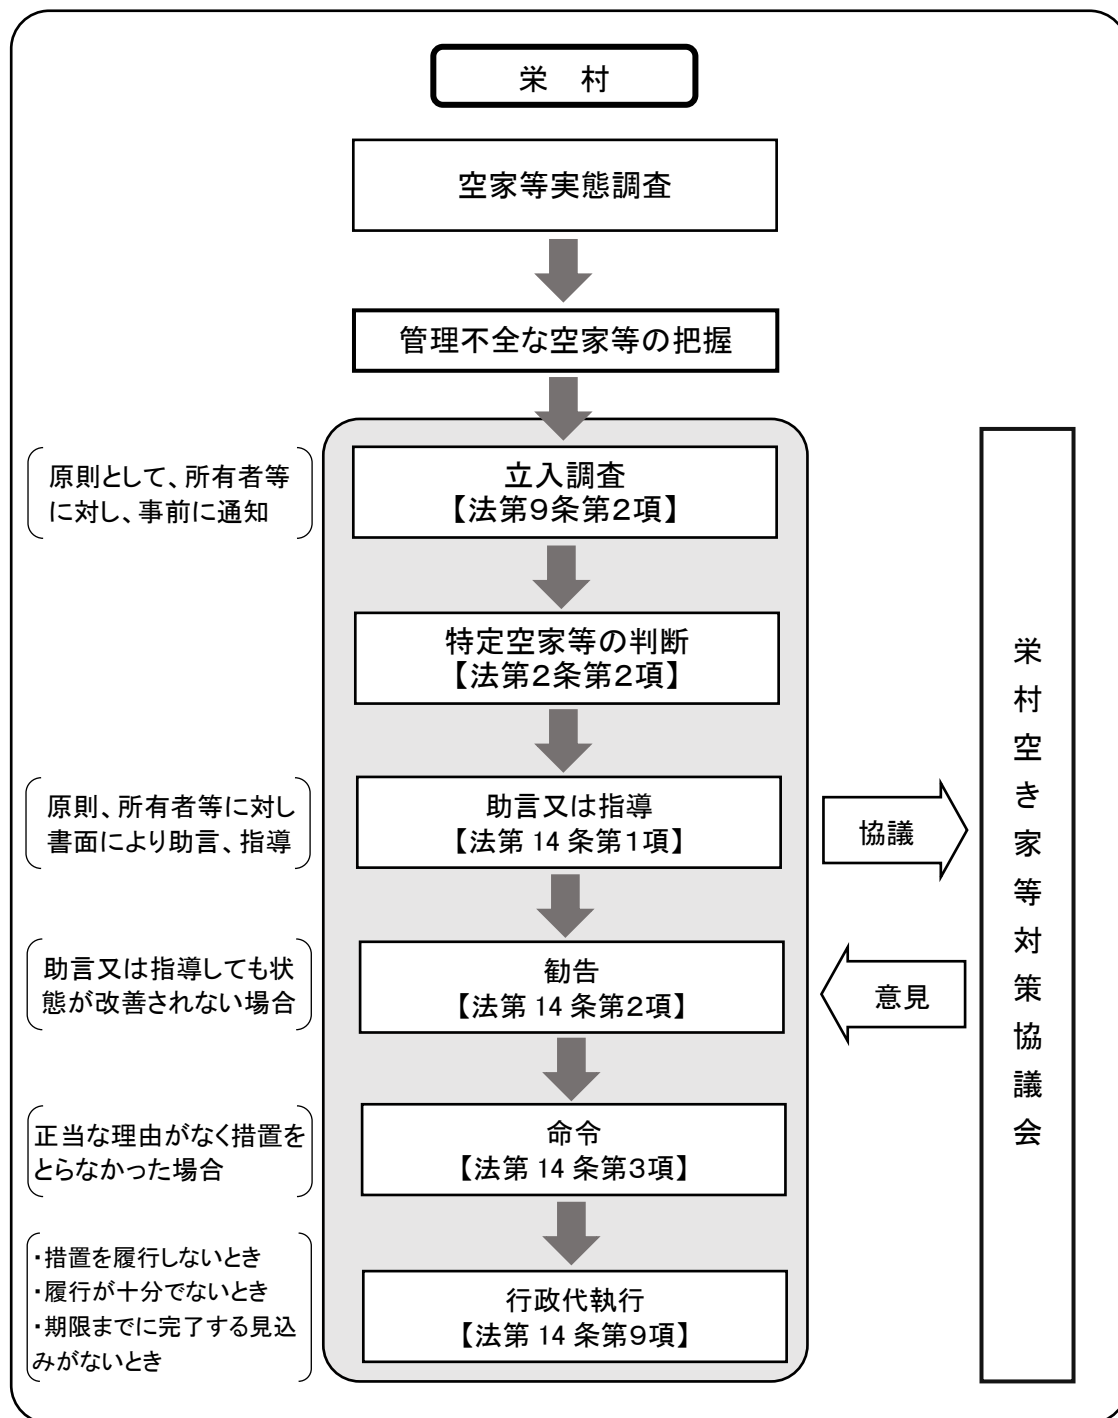 栄 村
空家等実態調査
管理不全な空家等の把握
原則として、所有者等
に対し、事前に通知
立入調査
【法第9条第2項】
特定空家等の判断
【法第2条第2項】
原則、所有者等に対し
書面により助言、指導
助言又は指導
【法第 14 条第1項】
協議
助言又は指導しても状
態が改善されない場合
勧告
【法第 14 条第2項】
意見
正当な理由がなく措置を
とらなかった場合
命令
【法第 14 条第3項】
・措置を履行しないとき
・履行が十分でないとき
・期限までに完了する見込
みがないとき
行政代執行
【法第 14 条第9項】
栄村空き家等対策協議会